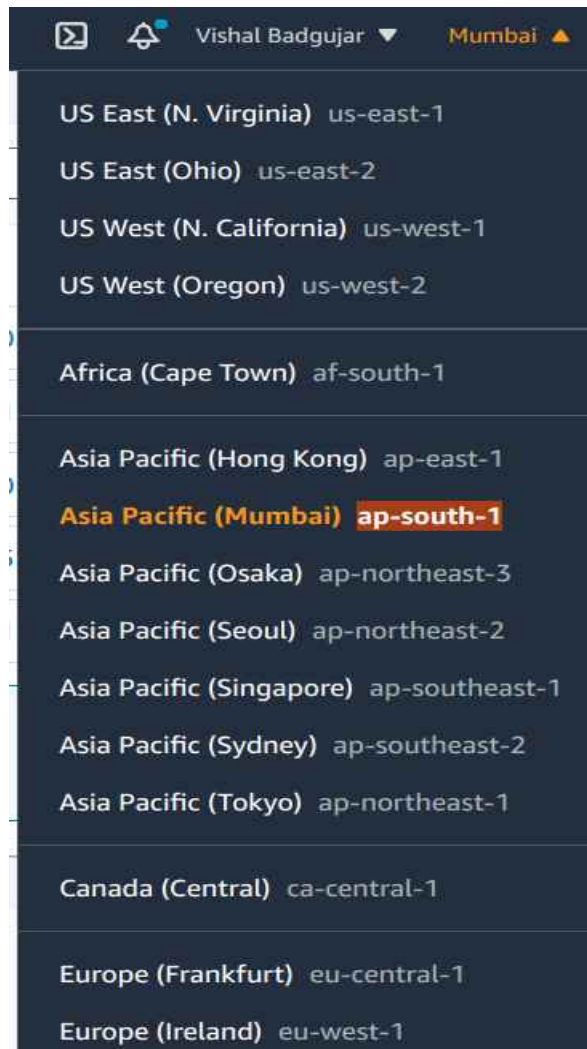 Vishal Badgujar ▼ Mumbai ▲
US East (N. Virginia) us-east-1
US East (Ohio) us-east-2
US West (N. California) us-west-1
US West (Oregon) us-west-2
Africa (Cape Town) af-south-1
Asia Pacific (Hong Kong) ap-east-1
Asia Pacific (Mumbai) ap-south-1
Asia Pacific (Osaka) ap-northeast-3
Asia Pacific (Seoul) ap-northeast-2
Asia Pacific (Singapore) ap-southeast-1
Asia Pacific (Sydney) ap-southeast-2
Asia Pacific (Tokyo) ap-northeast-1
Canada (Central) ca-central-1
Europe (Frankfurt) eu-central-1
Europe (Ireland) eu-west-1